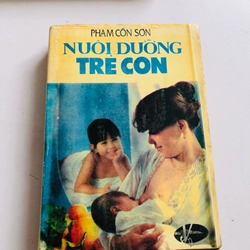 PHẠM CÔN SƠN
NUÔI DƯỠNG
TRẺ CON